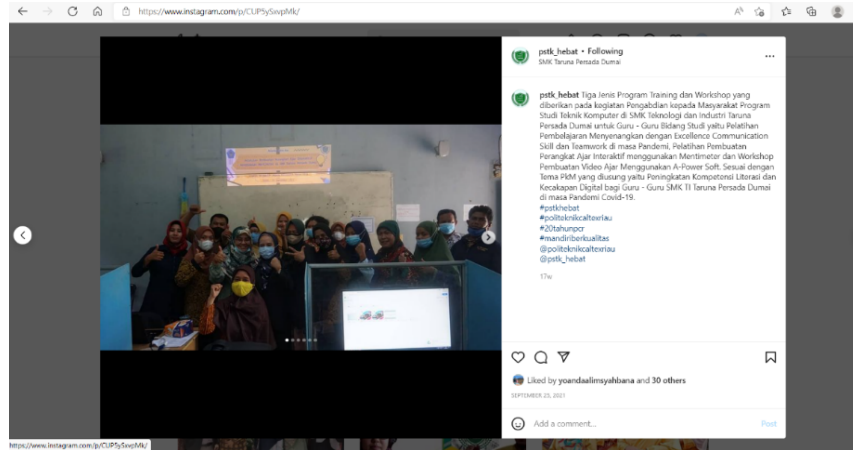 https://www.instagram.com/p/CUP5ySxvpMk/
pstk_hebat • Following
SMK Taruna Persada Dumai
pstk_hebat Tiga Jenis Program Training dan Workshop yang
diberikan pada kegiatan Pengabdian kepada Masyarakat Program
Studi Teknik Komputer di SMK Teknologi dan Industri Taruna
Persada Dumai untuk Guru - Guru Bidang Studi yaitu Pelatihan
Pembelajaran Menyenangkan dengan Excellence Communication
Skill dan Teamwork di masa Pandemi, Pelatihan Pembuatan
Perangkat Ajar Interaktif menggunakan Mentimeter dan Workshop
Pembuatan Video Ajar Menggunakan A-Power Soft. Sesuai dengan
Tema PkM yang diusung yaitu Peningkatan Kompetensi Literasi dan
Kecakapan Digital bagi Guru - Guru SMK TI Taruna Persada Dumai
di masa Pandemi Covid-19.
#pstkhebat
#politeknikcaltexriau
#20tahunpcr
#mandiriberkualitas
@politeknikcaltexriau
@pstk_hebat
17w
Liked by yoandaalimsyahbana and 30 others
SEPTEMBER 25, 2021
Add a comment...
Post
https://www.instagram.com/p/CUP5ySxvpMk/